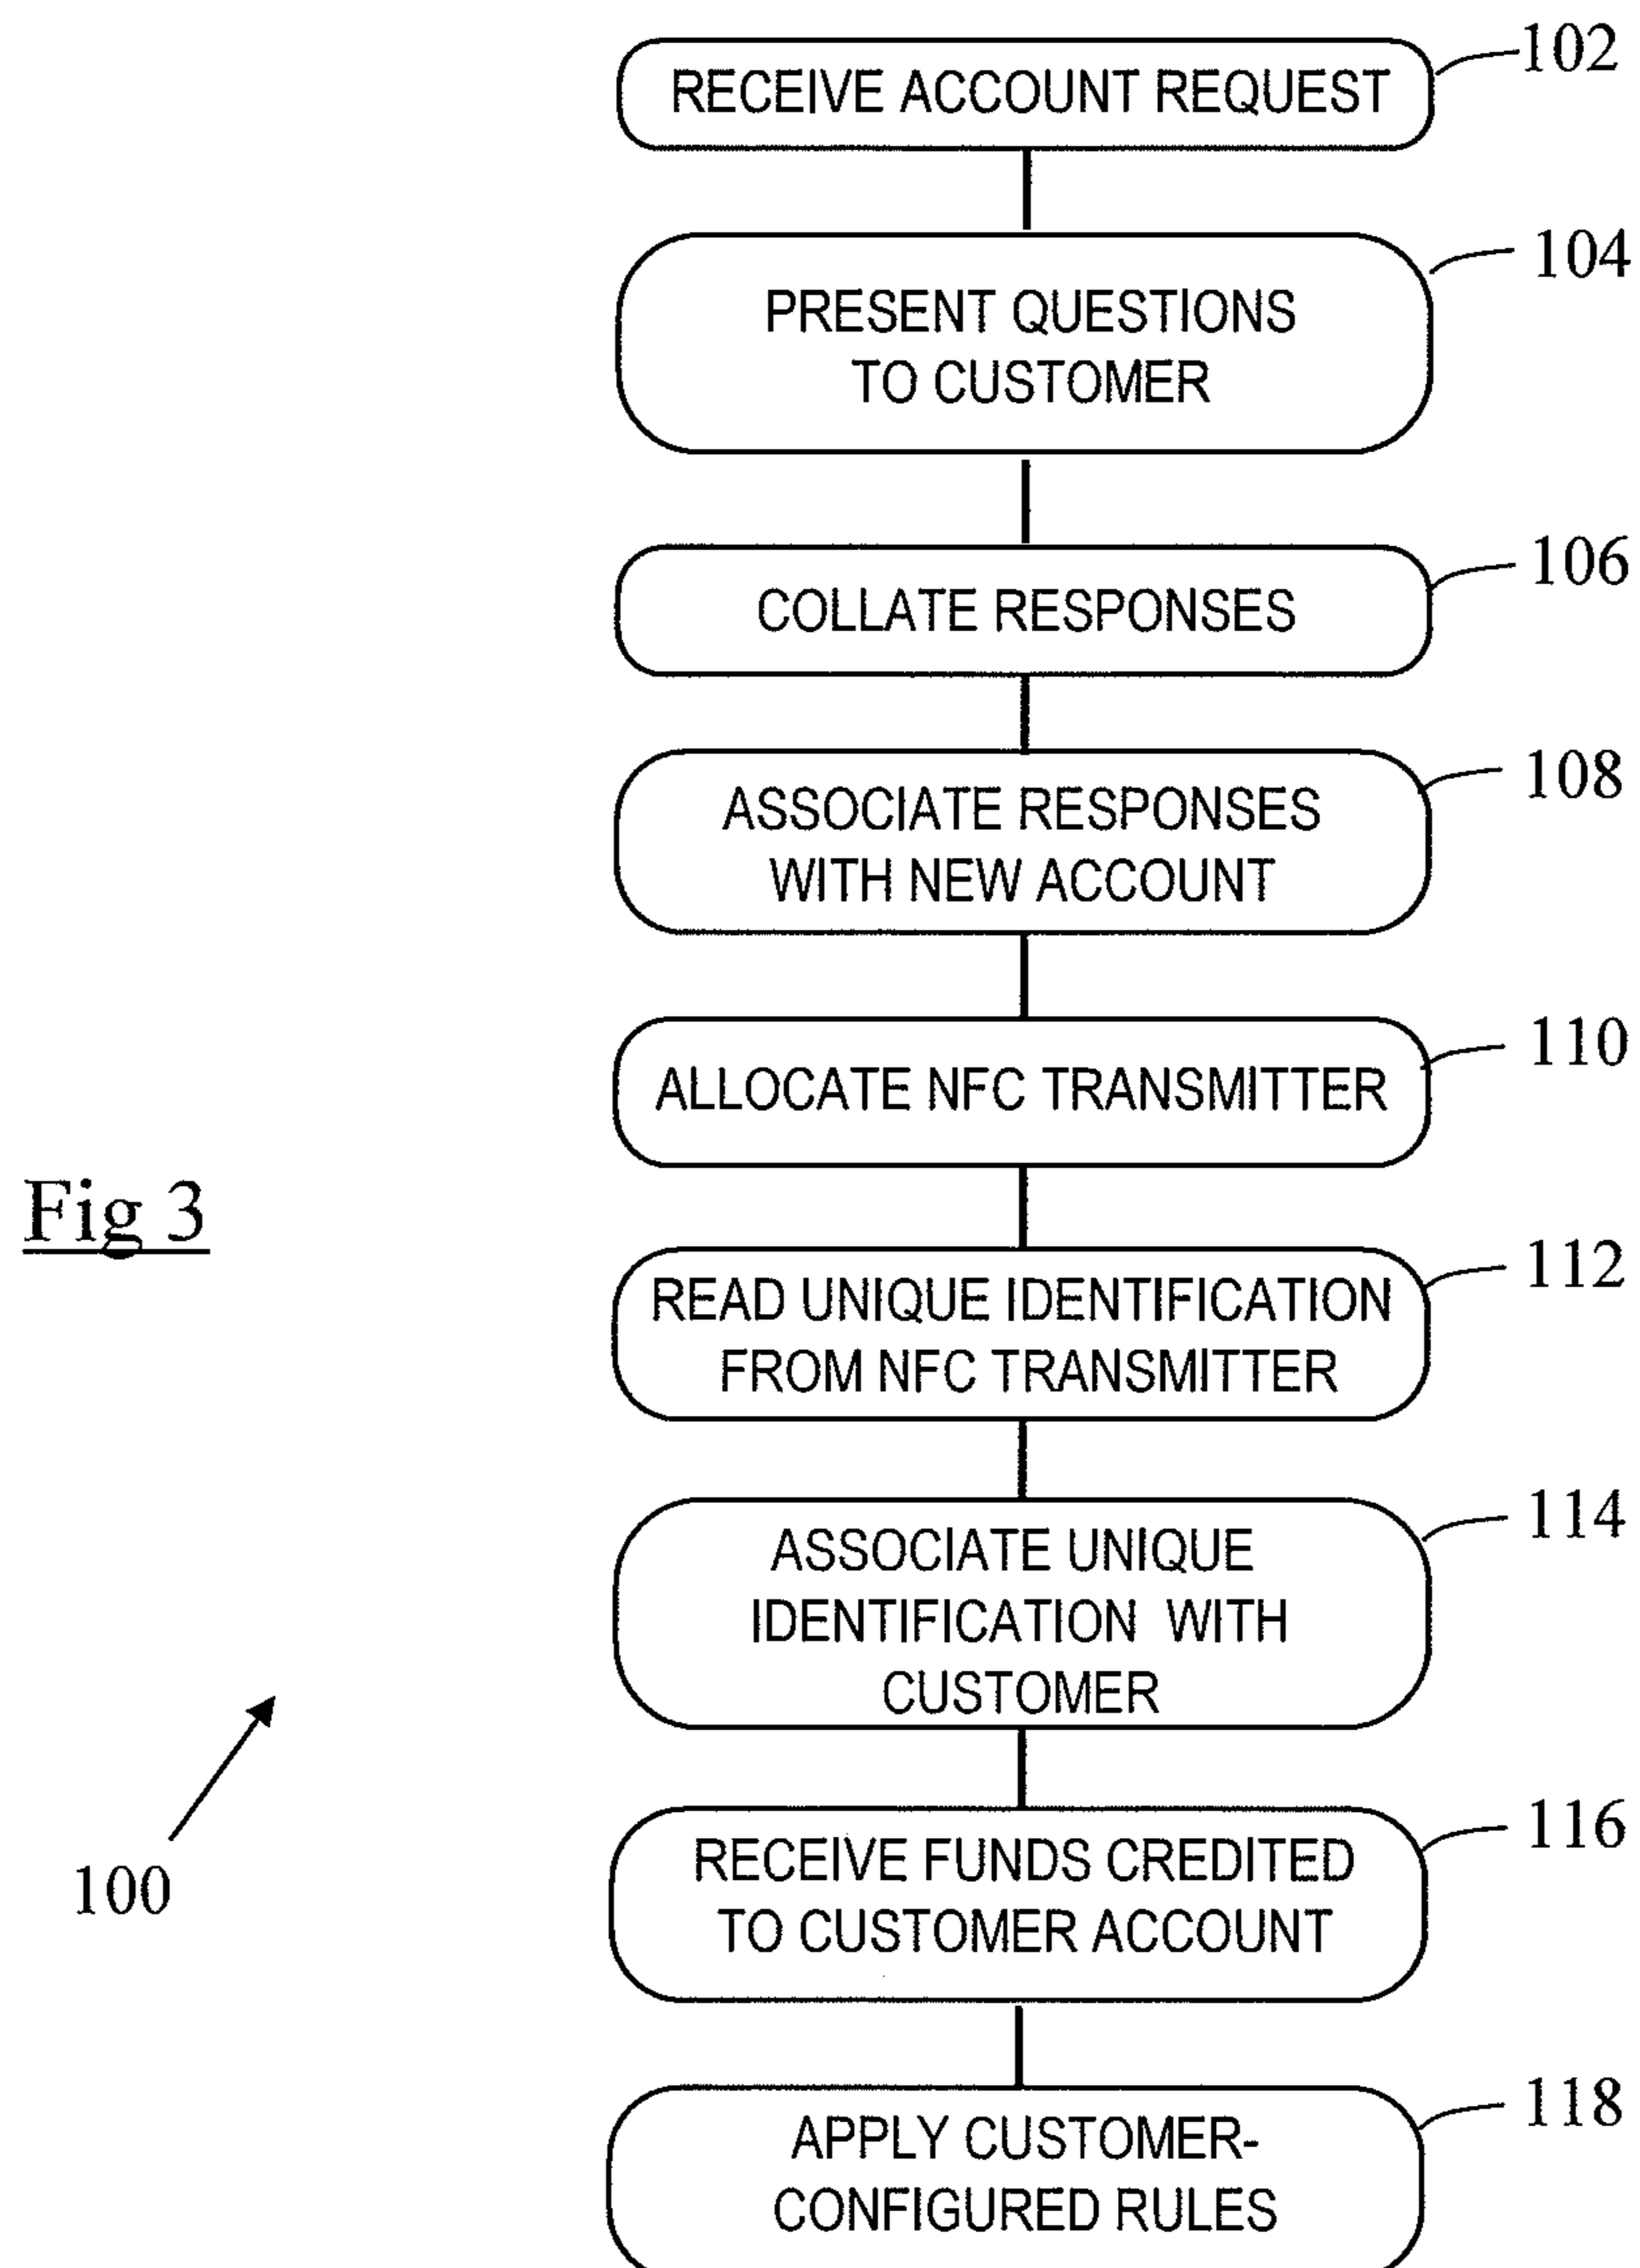 RECEIVE ACCOUNT REQUEST
102
PRESENT QUESTIONS
TO CUSTOMER
104
COLLATE RESPONSES
106
ASSOCIATE RESPONSES
WITH NEW ACCOUNT
108
ALLOCATE NFC TRANSMITTER
110
Fig 3
READ UNIQUE IDENTIFICATION
FROM NFC TRANSMITTER
112
ASSOCIATE UNIQUE
IDENTIFICATION WITH
CUSTOMER
114
RECEIVE FUNDS CREDITED
TO CUSTOMER ACCOUNT
116
100
APPLY CUSTOMER-
CONFIGURED RULES
118